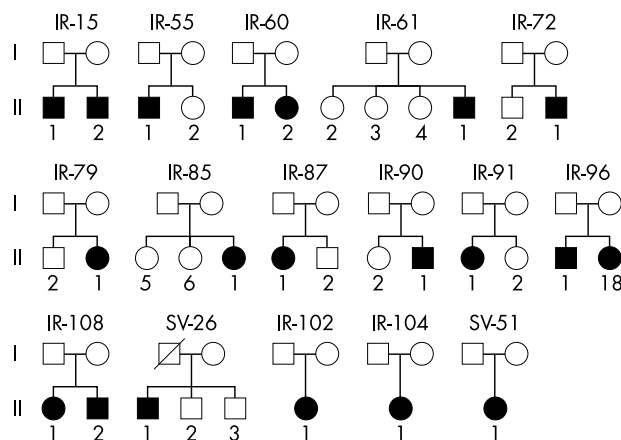 IR-15 IR-55 IR-60 IR-61 IR-72
I
II
1 2 1 2 1 2 2 3 4 1 2 1
IR-79 IR-85 IR-87 IR-90 IR-91 IR-96
I
II
2 1 5 6 1 1 2 2 1 1 2 1 18
IR-108 SV-26 IR-102 IR-104 SV-51
I
II
1 2 1 2 3 1 1 1